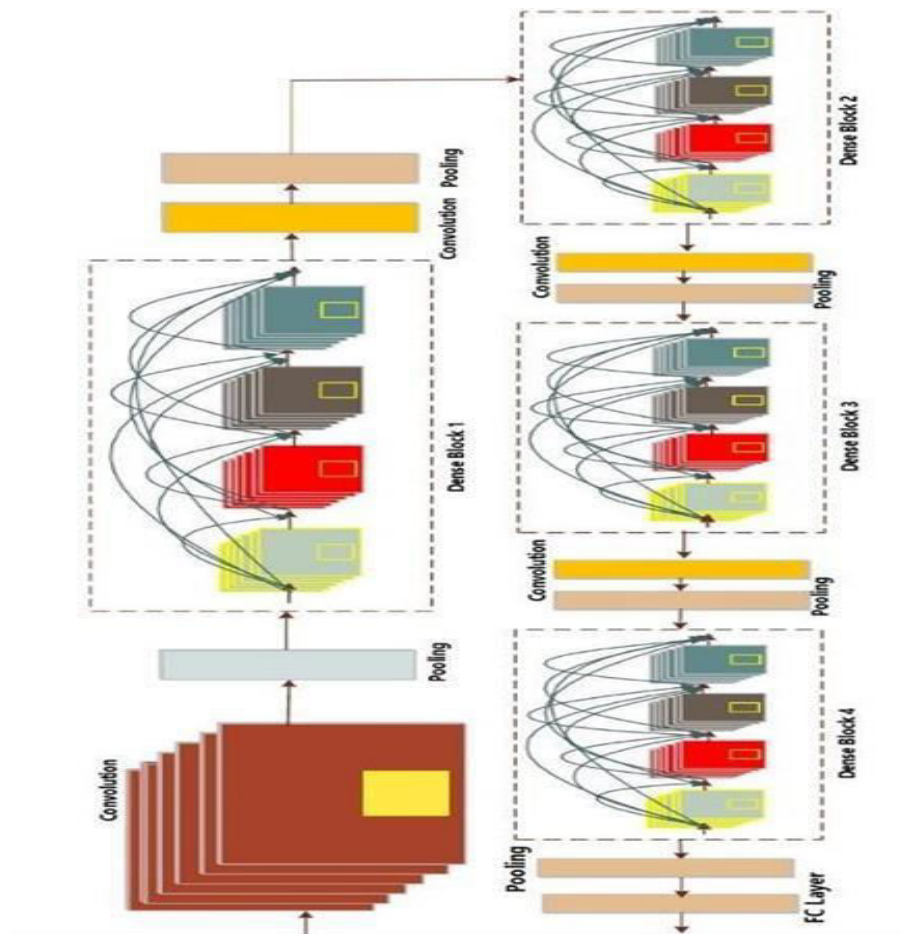 Convolution
Pooling
Dense Block 1
Convolution
Pooling
Dense Block 2
Convolution
Pooling
Dense Block 3
Convolution
Pooling
Dense Block 4
Pooling
FC Layer